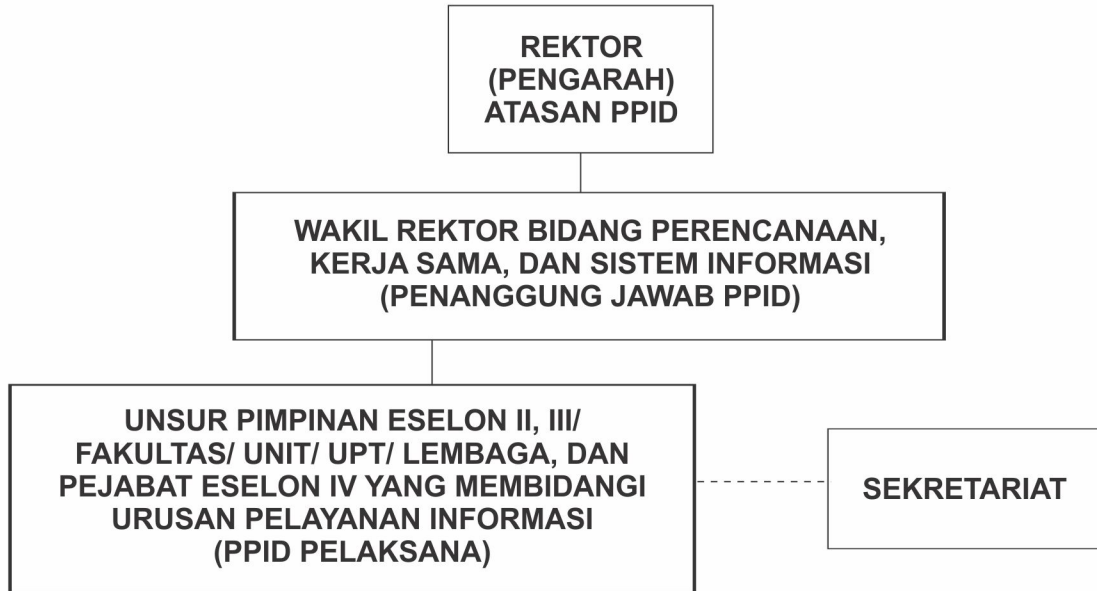 REKTOR
(PENGARAH)
ATASAN PPID
WAKIL REKTOR BIDANG PERENCANAAN,
KERJA SAMA, DAN SISTEM INFORMASI
(PENANGGUNG JAWAB PPID)
UNSUR PIMPINAN ESELON II, III/
FAKULTAS/ UNIT/ UPT/ LEMBAGA, DAN
PEJABAT ESELON IV YANG MEMBIDANGI
URUSAN PELAYANAN INFORMASI
(PPID PELAKSANA)
SEKRETARIAT